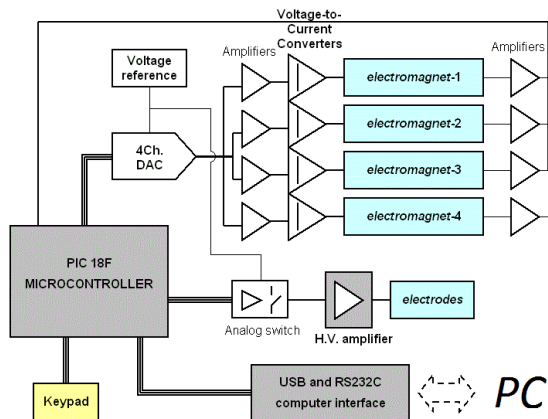 Voltage-to-
Current
Converters
Amplifiers
Amplifiers
Voltage
reference
electromagnet-1
electromagnet-2
electromagnet-3
electromagnet-4
4Ch.
DAC
PIC 18F
MICROCONTROLLER
Analog switch
H.V. amplifier
electrodes
Keypad
USB and RS232C
computer interface
PC